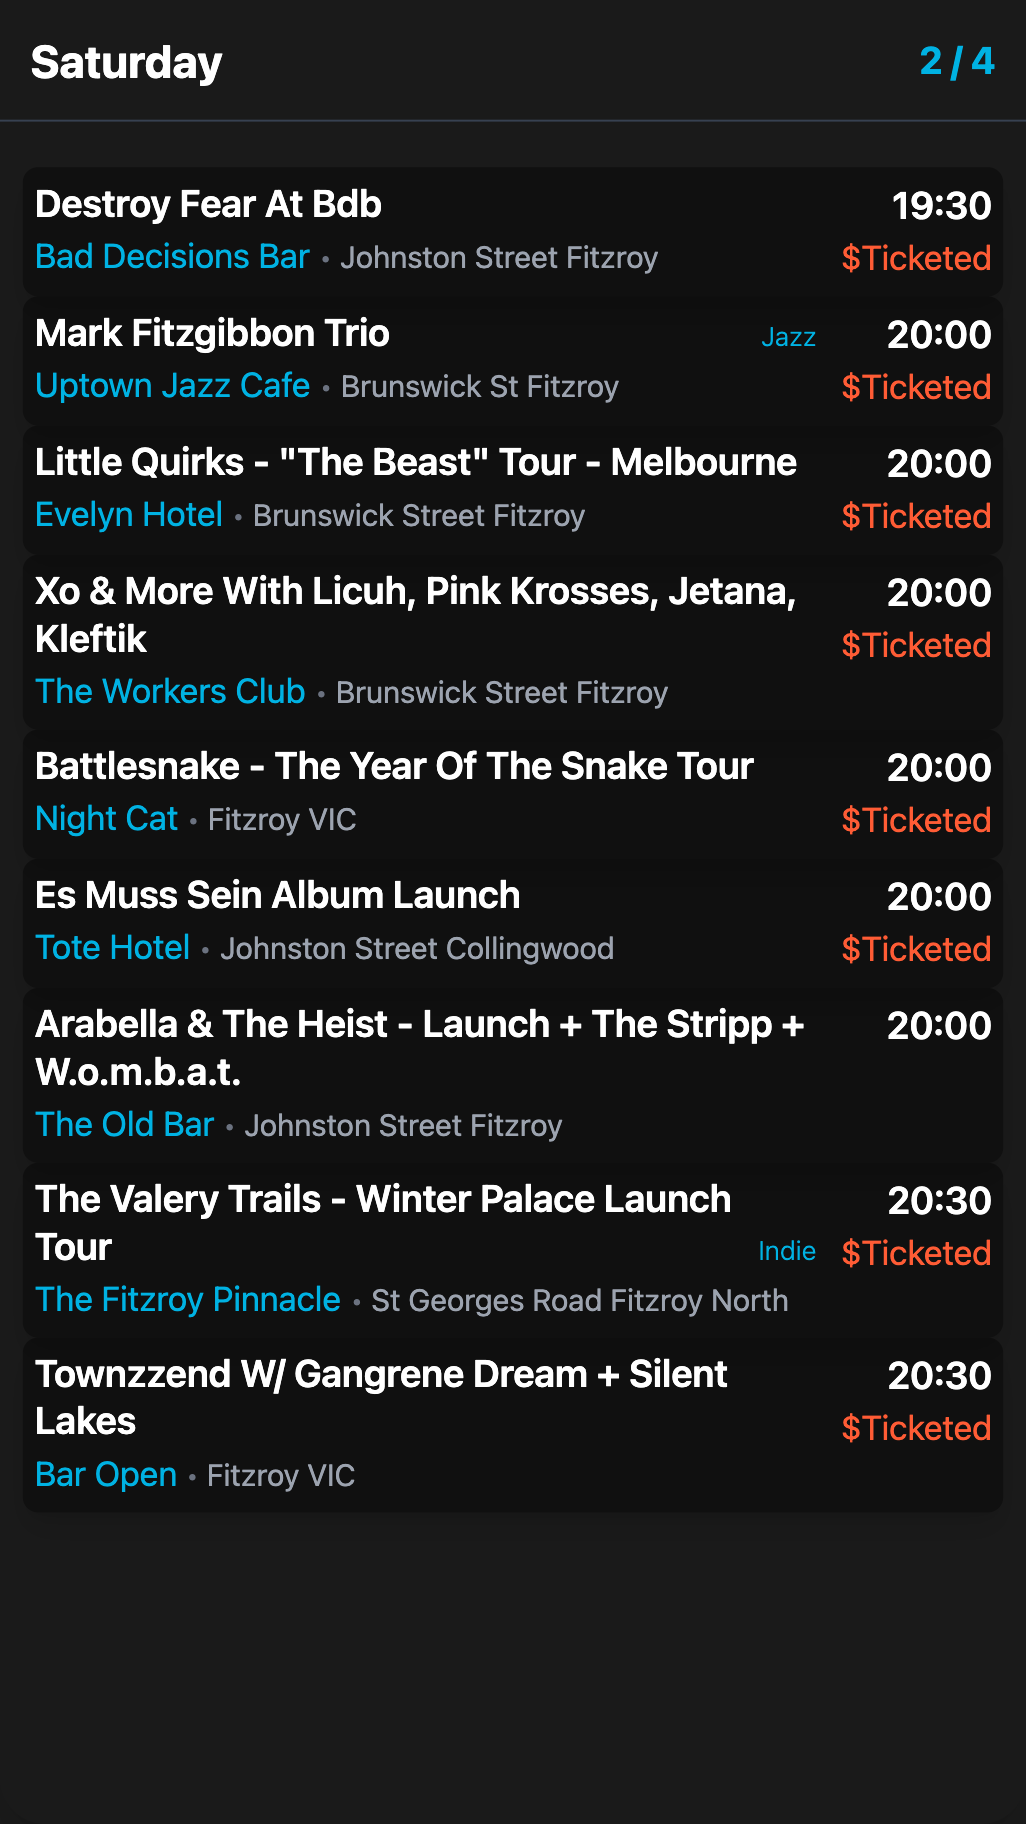 Saturday
2 / 4
Destroy Fear At Bdb
19:30
Bad Decisions Bar • Johnston Street Fitzroy
$Ticketed
Mark Fitzgibbon Trio
Jazz
20:00
Uptown Jazz Cafe • Brunswick St Fitzroy
$Ticketed
Little Quirks - "The Beast" Tour - Melbourne
20:00
Evelyn Hotel • Brunswick Street Fitzroy
$Ticketed
Xo & More With Licuh, Pink Krosses, Jetana,
Kleftik
20:00
$Ticketed
The Workers Club • Brunswick Street Fitzroy
Battlesnake - The Year Of The Snake Tour
20:00
Night Cat • Fitzroy VIC
$Ticketed
Es Muss Sein Album Launch
20:00
Tote Hotel • Johnston Street Collingwood
$Ticketed
Arabella & The Heist - Launch + The Stripp +
W.o.m.b.a.t.
20:00
The Old Bar • Johnston Street Fitzroy
The Valery Trails - Winter Palace Launch
Tour
Indie
20:30
$Ticketed
The Fitzroy Pinnacle • St Georges Road Fitzroy North
Townzzend W/ Gangrene Dream + Silent
Lakes
20:30
$Ticketed
Bar Open • Fitzroy VIC